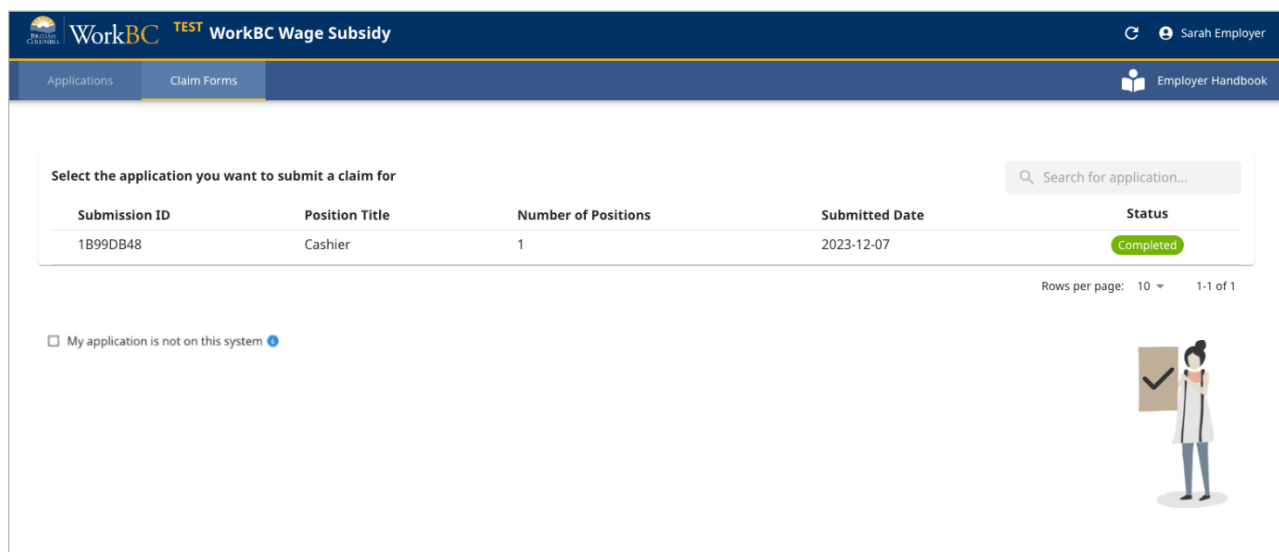 BRITISH COLUMBIA WorkBC TEST WorkBC Wage Subsidy Sarah Employer
Applications Claim Forms Employer Handbook
Select the application you want to submit a claim for Search for application...
Submission ID Position Title Number of Positions Submitted Date Status
1B99DB48 Cashier 1 2023-12-07 Completed
Rows per page: 10 1-1 of 1
My application is not on this system